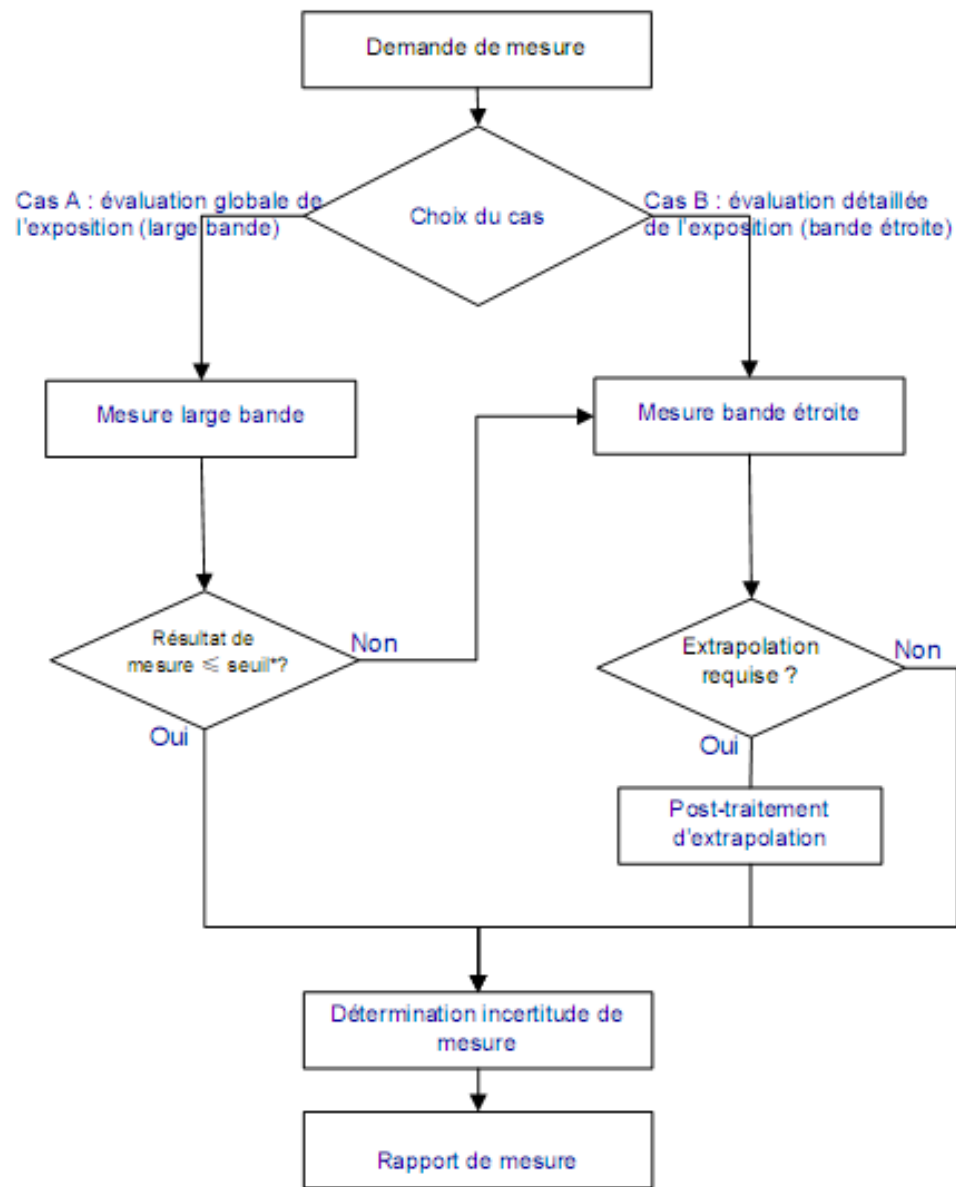 Demande de mesure
Cas A : évaluation globale de
l'exposition (large bande)
Choix du cas
Cas B : évaluation détaillée
de l'exposition (bande étroite)
Mesure large bande
Mesure bande étroite
Résultat de
mesure ⩽ seuil*?
Non
Oui
Extrapolation
requise ?
Non
Oui
Post-traitement
d'extrapolation
Détermination incertitude de
mesure
Rapport de mesure